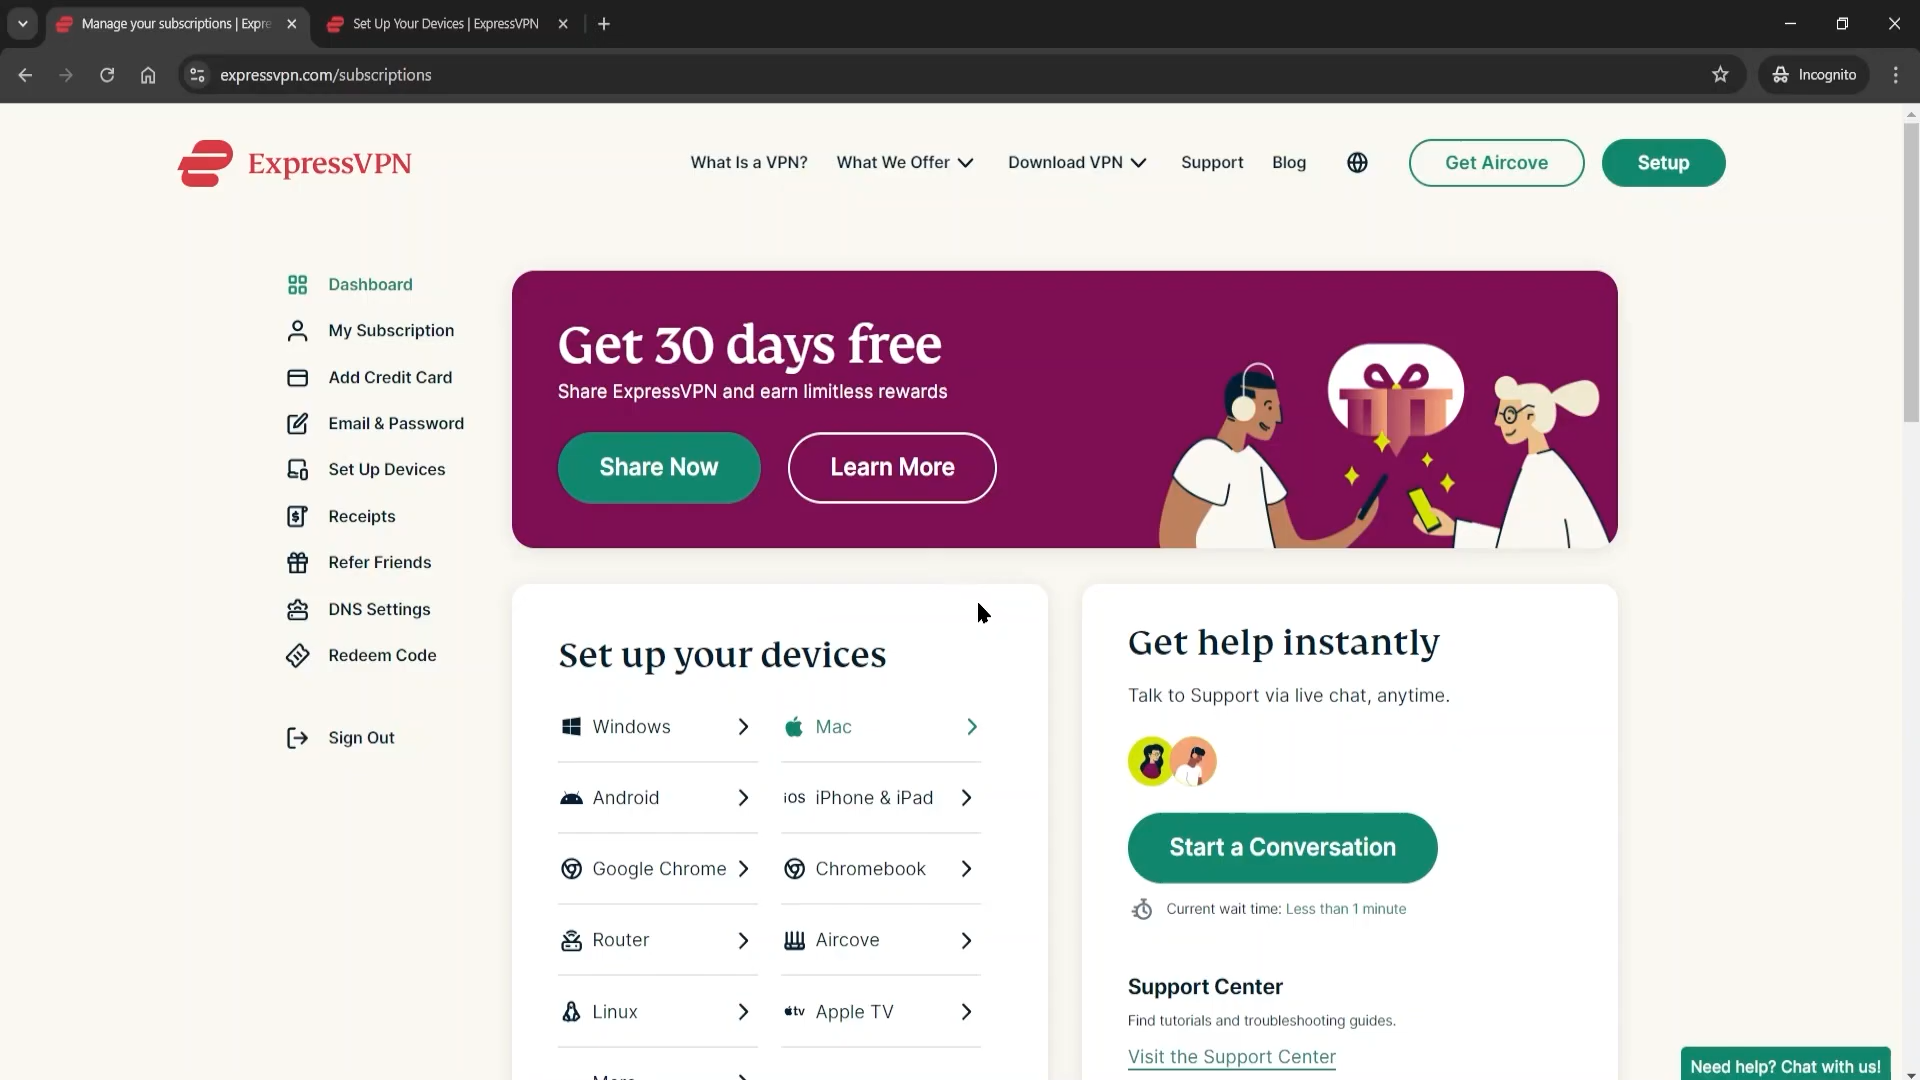 Manage your subscriptions | Expre
Set Up Your Devices | ExpressVPN
expressvpn.com/subscriptions
Incognito
ExpressVPN
What Is a VPN?
What We Offer
Download VPN
Support
Blog
Get Aircove
Setup
Dashboard
My Subscription
Add Credit Card
Email & Password
Set Up Devices
Receipts
Refer Friends
DNS Settings
Redeem Code
Sign Out
Get 30 days free
Share ExpressVPN and earn limitless rewards
Share Now
Learn More
Set up your devices
Windows
Mac
Android
iOS iPhone & iPad
Google Chrome
Chromebook
Router
Aircove
Linux
tv Apple TV
More
Get help instantly
Talk to Support via live chat, anytime.
Start a Conversation
Current wait time: Less than 1 minute
Support Center
Find tutorials and troubleshooting guides.
Visit the Support Center
Need help? Chat with us!